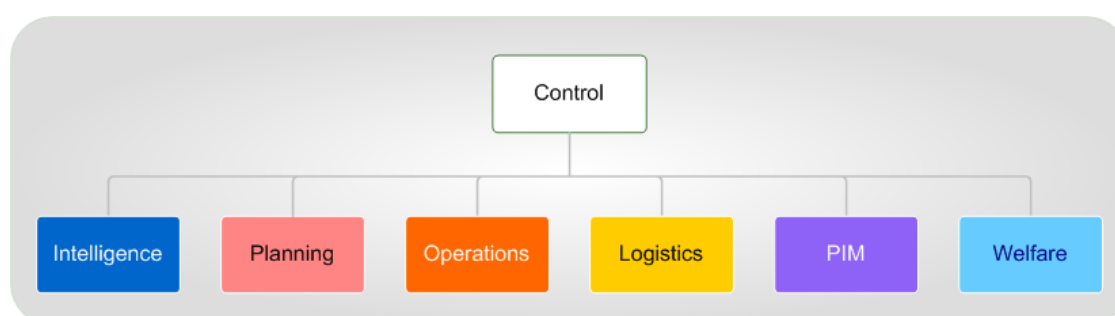 Control
Intelligence
Planning
Operations
Logistics
PIM
Welfare